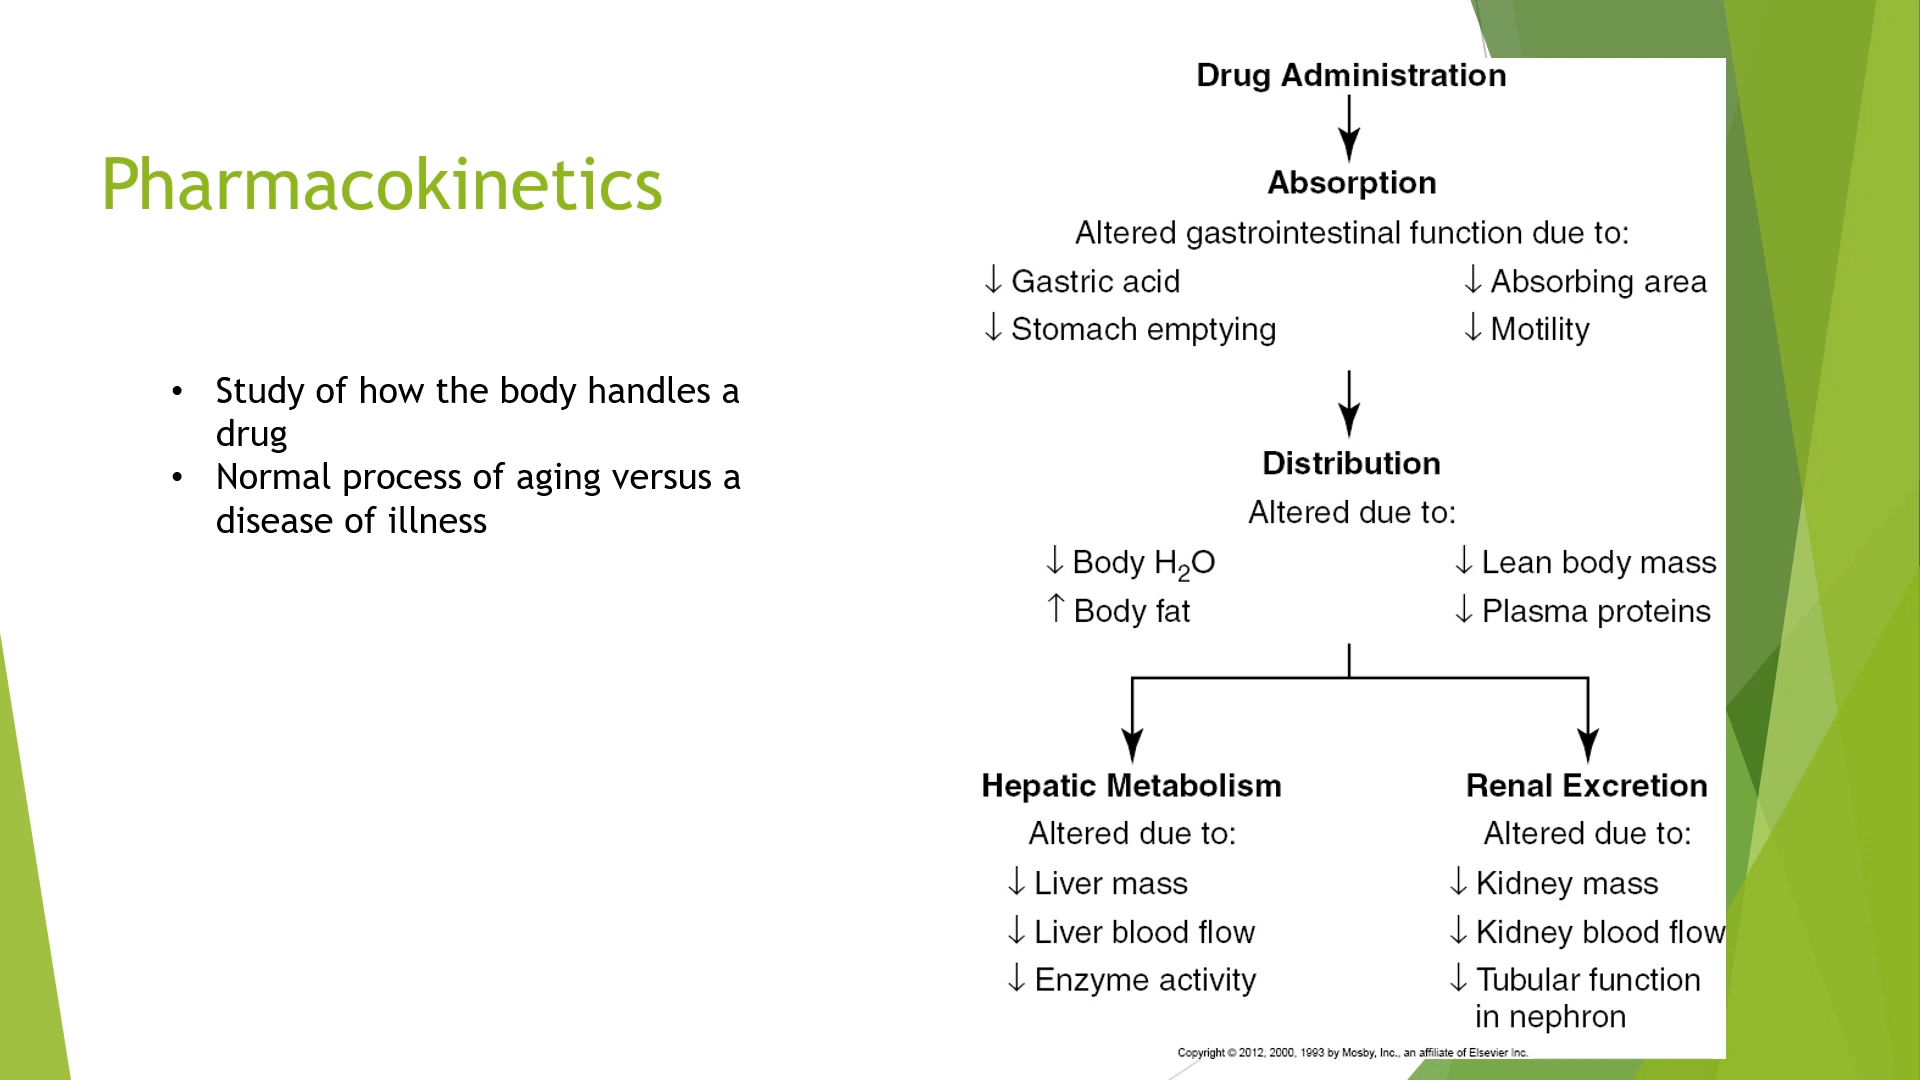 Pharmacokinetics
• Study of how the body handles a
drug
• Normal process of aging versus a
disease of illness
Drug Administration
Absorption
Altered gastrointestinal function due to:
↓ Gastric acid ↓ Absorbing area
↓ Stomach emptying ↓ Motility
Distribution
Altered due to:
↓ Body H₂O ↓ Lean body mass
↑ Body fat ↓ Plasma proteins
Hepatic Metabolism
Altered due to:
↓ Liver mass
↓ Liver blood flow
↓ Enzyme activity
Renal Excretion
Altered due to:
↓ Kidney mass
↓ Kidney blood flow
↓ Tubular function
in nephron
Copyright © 2012, 2000, 1993 by Mosby, Inc., an affiliate of Elsevier Inc.